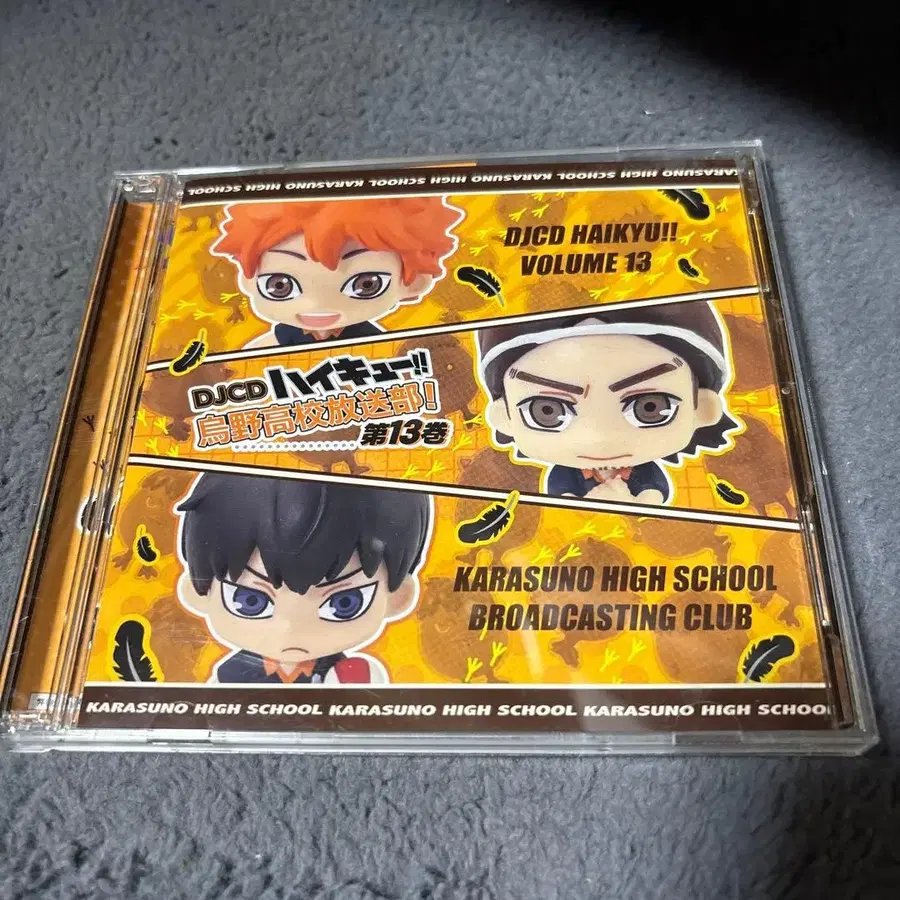 KARASUNO HIGH SCHOOL KARASUNO HIGH SCHOOL KARASUNO
DJCD HAIKYU!!
VOLUME 13
DJCD ハイキュー!!
烏野高校放送部!
第13巻
KARASUNO HIGH SCHOOL
BROADCASTING CLUB
KARASUNO HIGH SCHOOL KARASUNO HIGH SCHOOL KARASUNO HIGH SCHOOL